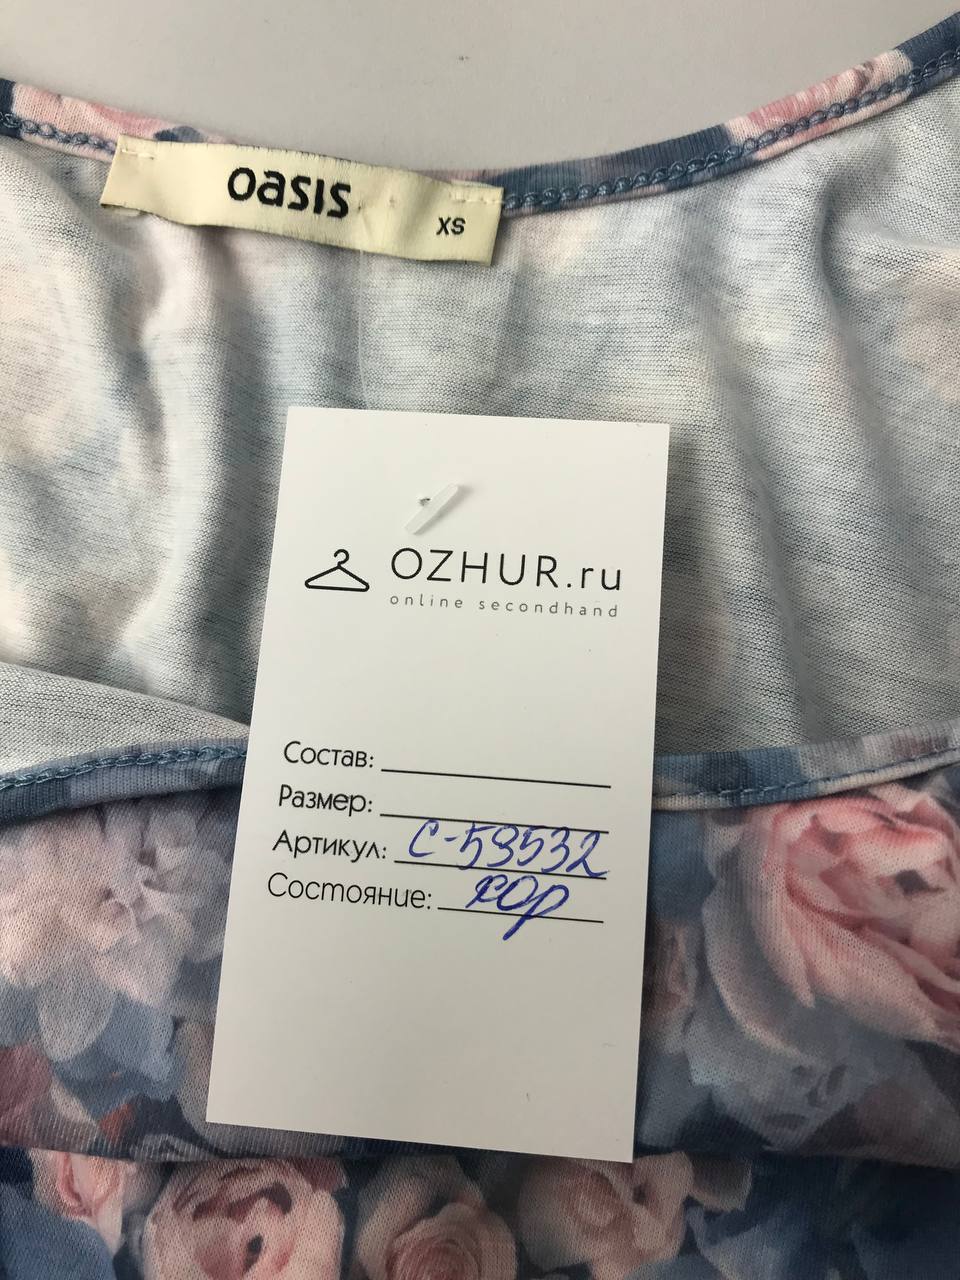 oasis
XS
OZHUR.ru
online secondhand
Состав:
Размер:
Артикул: С-59532
Состояние: хор